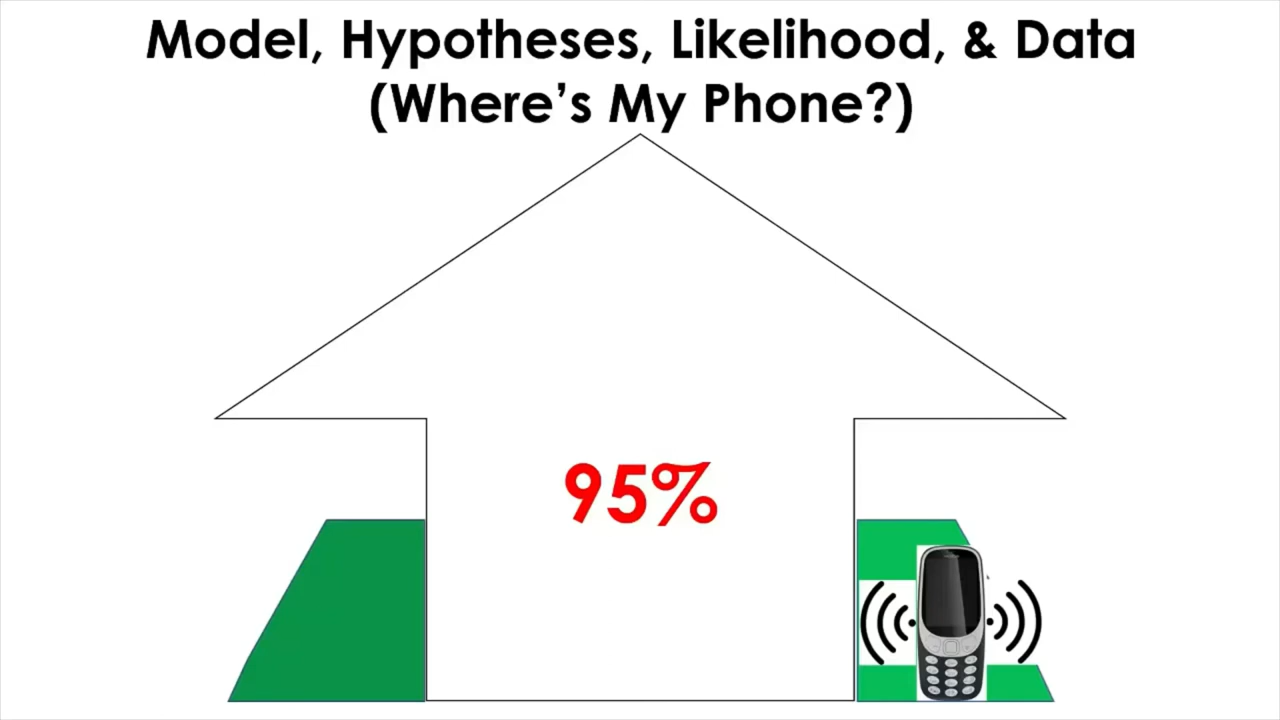 Model, Hypotheses, Likelihood, & Data
(Where’s My Phone?)
95%